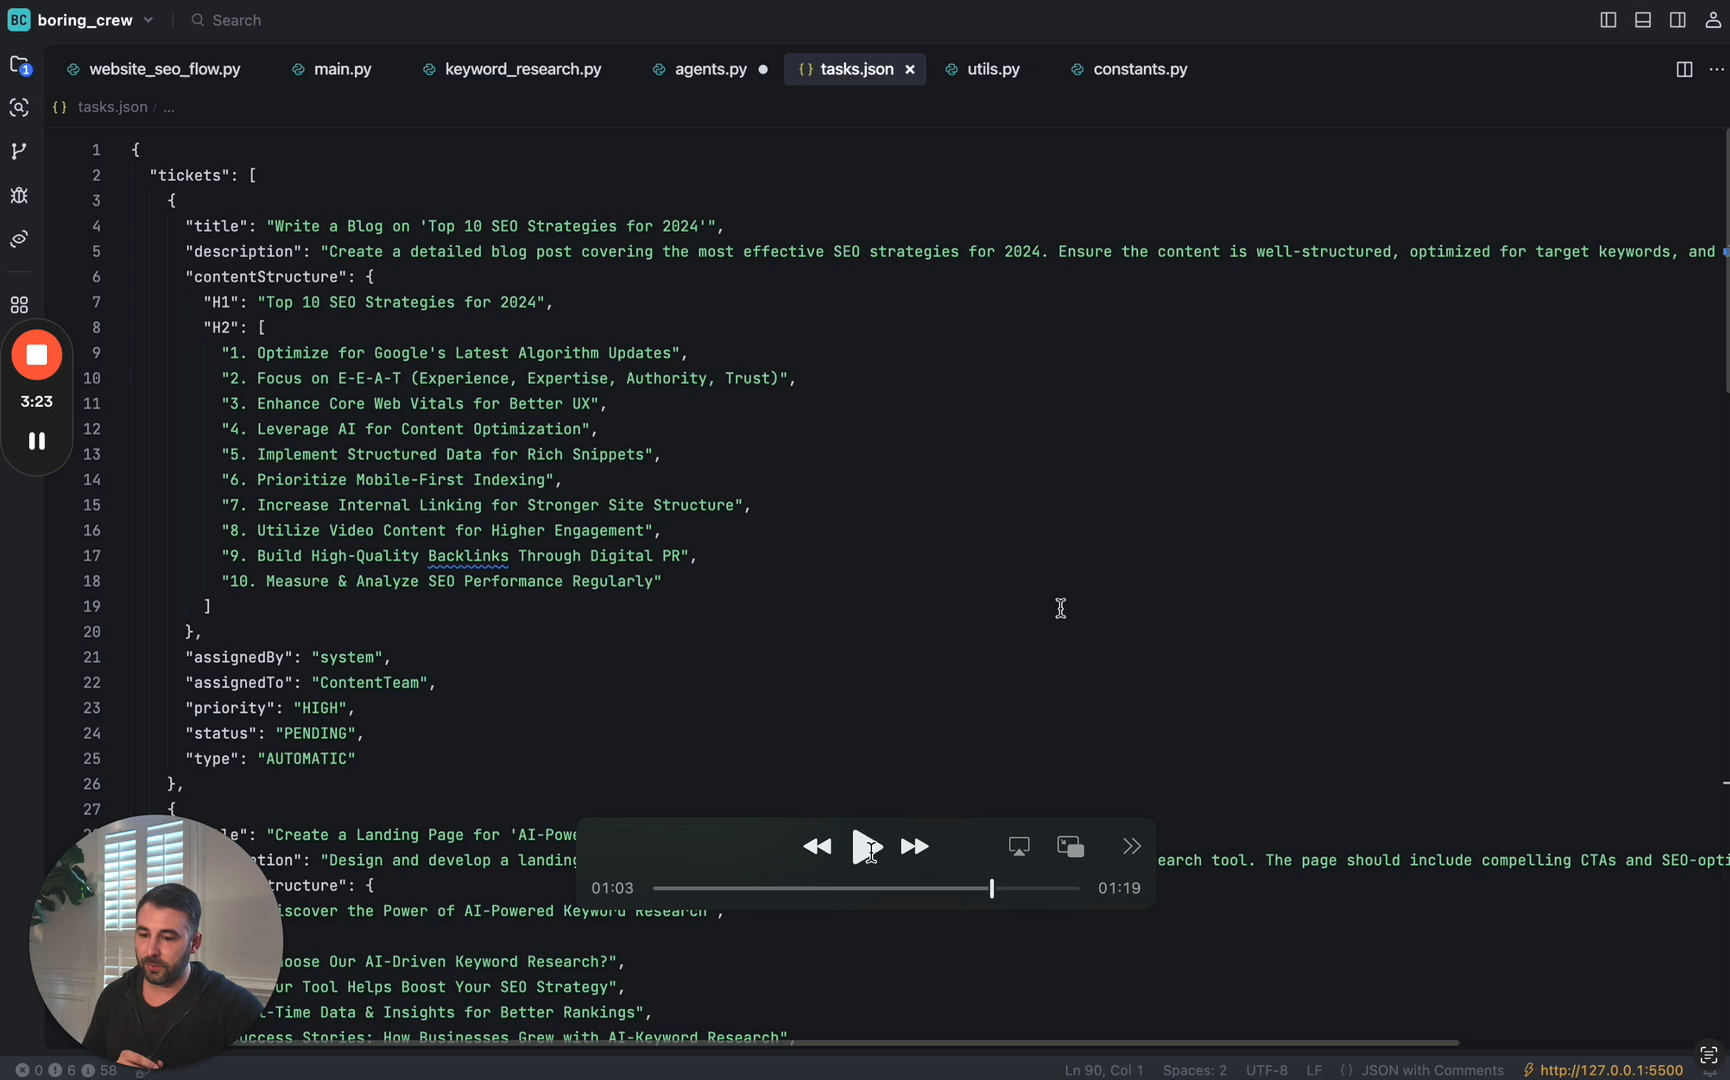 BC boring_crew Search
1
website_seo_flow.py main.py keyword_research.py agents.py {} tasks.json × utils.py constants.py
{} tasks.json / ...
1 {
2 "tickets": [
3 {
4 "title": "Write a Blog on 'Top 10 SEO Strategies for 2024'",
5 "description": "Create a detailed blog post covering the most effective SEO strategies for 2024. Ensure the content is well-structured, optimized for target keywords, and
6 "contentStructure": {
7 "H1": "Top 10 SEO Strategies for 2024",
8 "H2": [
9 "1. Optimize for Google's Latest Algorithm Updates",
10 "2. Focus on E-E-A-T (Experience, Expertise, Authority, Trust)",
11 "3. Enhance Core Web Vitals for Better UX",
12 "4. Leverage AI for Content Optimization",
13 "5. Implement Structured Data for Rich Snippets",
14 "6. Prioritize Mobile-First Indexing",
15 "7. Increase Internal Linking for Stronger Site Structure",
16 "8. Utilize Video Content for Higher Engagement",
17 "9. Build High-Quality Backlinks Through Digital PR",
18 "10. Measure & Analyze SEO Performance Regularly"
19 ]
20 },
21 "assignedBy": "system",
22 "assignedTo": "ContentTeam",
23 "priority": "HIGH",
24 "status": "PENDING",
25 "type": "AUTOMATIC"
26 },
27 {
"Create a Landing Page for 'AI-Powe
"Design and develop a landing earch tool. The page should include compelling CTAs and SEO-opti
ructure": {
iscover the Power of AI-Powered Keyword Research",
oose Our AI-Driven Keyword Research?",
ur Tool Helps Boost Your SEO Strategy",
-Time Data & Insights for Better Rankings",
uccess Stories: How Businesses Grew with AI-Keyword Research",
3:23
01:03 01:19
0 6 58 Ln 90, Col 1 Spaces: 2 UTF-8 LF {} JSON with Comments http://127.0.0.1:5500